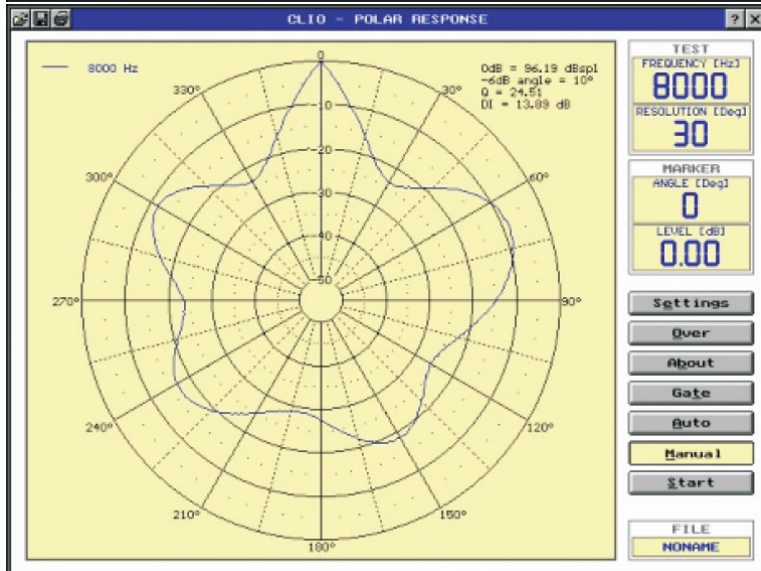 CLIO - POLAR RESPONSE
? X
8000 Hz
0dB = 96.19 dBspl
-6dB angle = 10°
Q = 24.51
DI = 13.89 dB
0
330°
30°
-10
-20
300°
60°
-30
-40
-50
270°
90°
240°
120°
210°
150°
180°
TEST
FREQUENCY [Hz]
8000
RESOLUTION [Deg]
30
MARKER
ANGLE [Deg]
0
LEVEL [dB]
0.00
Settings
Over
About
Gate
Auto
Manual
Start
FILE
NONAME